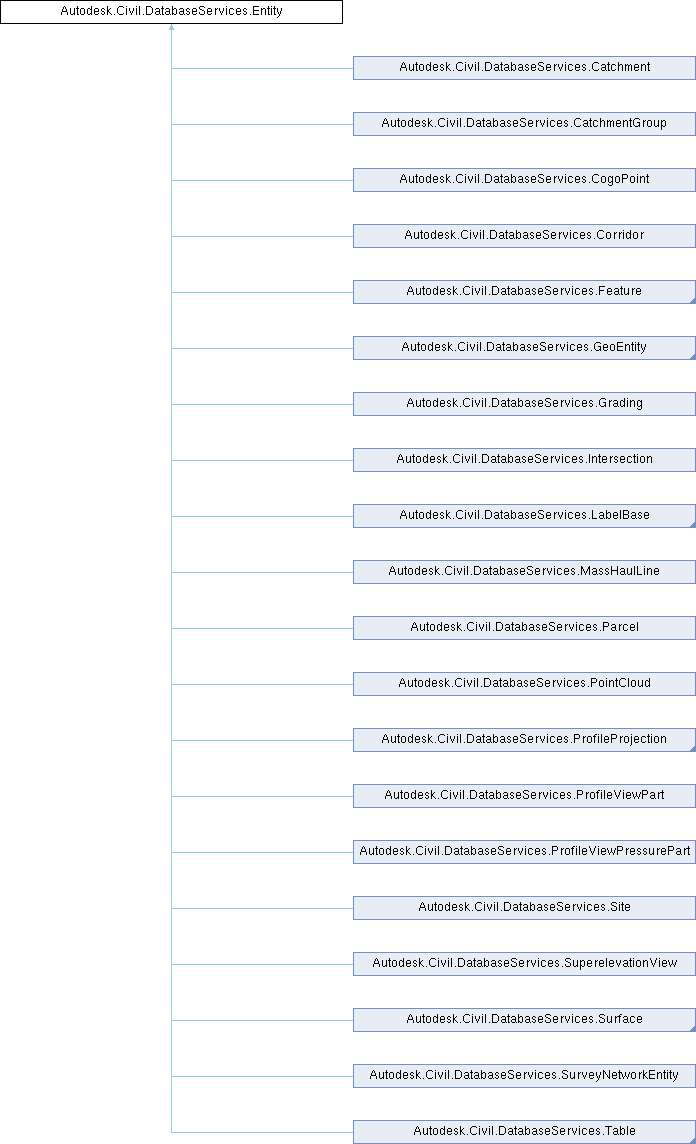 Autodesk.Civil.DatabaseServices.Entity
Autodesk.Civil.DatabaseServices.Catchment
Autodesk.Civil.DatabaseServices.CatchmentGroup
Autodesk.Civil.DatabaseServices.CogoPoint
Autodesk.Civil.DatabaseServices.Corridor
Autodesk.Civil.DatabaseServices.Feature
Autodesk.Civil.DatabaseServices.GeoEntity
Autodesk.Civil.DatabaseServices.Grading
Autodesk.Civil.DatabaseServices.Intersection
Autodesk.Civil.DatabaseServices.LabelBase
Autodesk.Civil.DatabaseServices.MassHaulLine
Autodesk.Civil.DatabaseServices.Parcel
Autodesk.Civil.DatabaseServices.PointCloud
Autodesk.Civil.DatabaseServices.ProfileProjection
Autodesk.Civil.DatabaseServices.ProfileViewPart
Autodesk.Civil.DatabaseServices.ProfileViewPressurePart
Autodesk.Civil.DatabaseServices.Site
Autodesk.Civil.DatabaseServices.SuperelevationView
Autodesk.Civil.DatabaseServices.Surface
Autodesk.Civil.DatabaseServices.SurveyNetworkEntity
Autodesk.Civil.DatabaseServices.Table